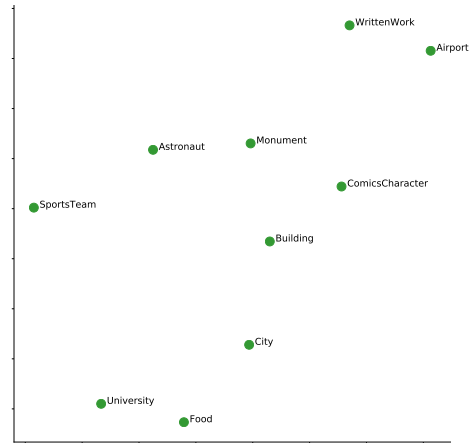 WrittenWork
Airport
Monument
Astronaut
ComicsCharacter
SportsTeam
Building
City
University
Food